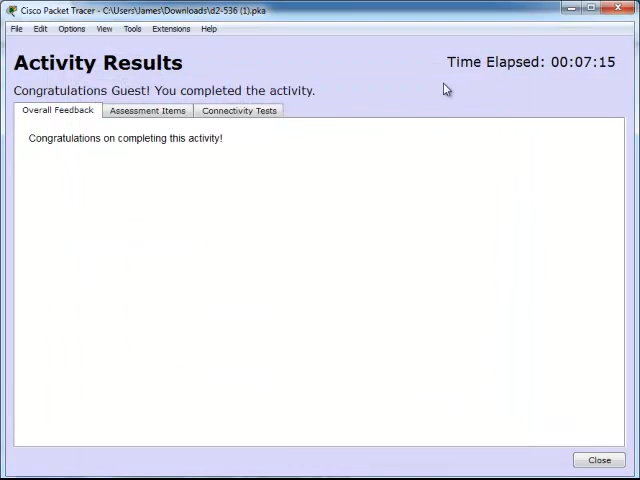 Cisco Packet Tracer - C:\Users\James\Downloads\d2-536 (1).pka
File Edit Options View Tools Extensions Help
Activity Results
Time Elapsed: 00:07:15
Congratulations Guest! You completed the activity.
Overall Feedback Assessment Items Connectivity Tests
Congratulations on completing this activity!
Close